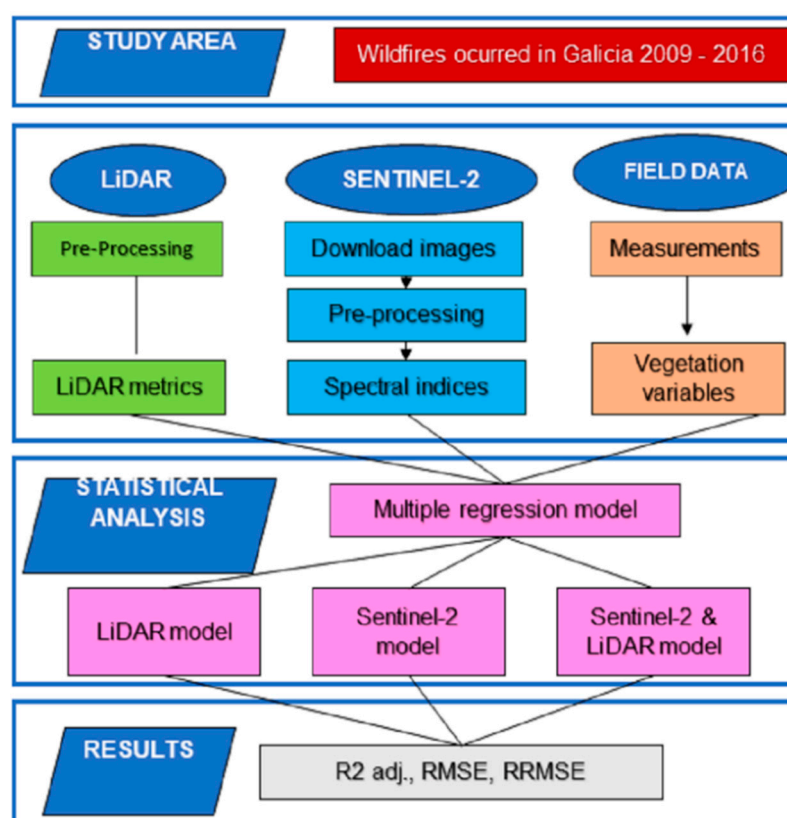 STUDY AREA
Wildfires ocurred in Galicia 2009 - 2016
LiDAR
SENTINEL-2
FIELD DATA
Pre-Processing
Download images
Measurements
Pre-processing
LiDAR metrics
Spectral indices
Vegetation
variables
STATISTICAL
ANALYSIS
Multiple regression model
LiDAR model
Sentinel-2
model
Sentinel-2 &
LiDAR model
RESULTS
R2 adj., RMSE, RRMSE